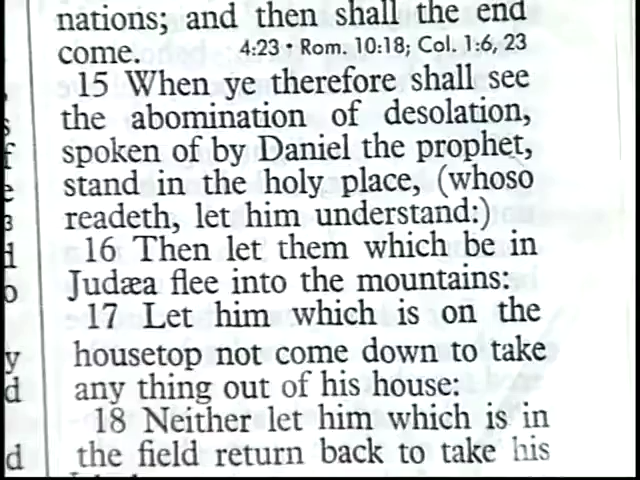 nations; and then shall the end
come. 4:23 • Rom. 10:18; Col. 1:6, 23
15 When ye therefore shall see
the abomination of desolation,
spoken of by Daniel the prophet,
stand in the holy place, (whoso
readeth, let him understand:)
16 Then let them which be in
Judæa flee into the mountains:
17 Let him which is on the
housetop not come down to take
any thing out of his house:
18 Neither let him which is in
the field return back to take his